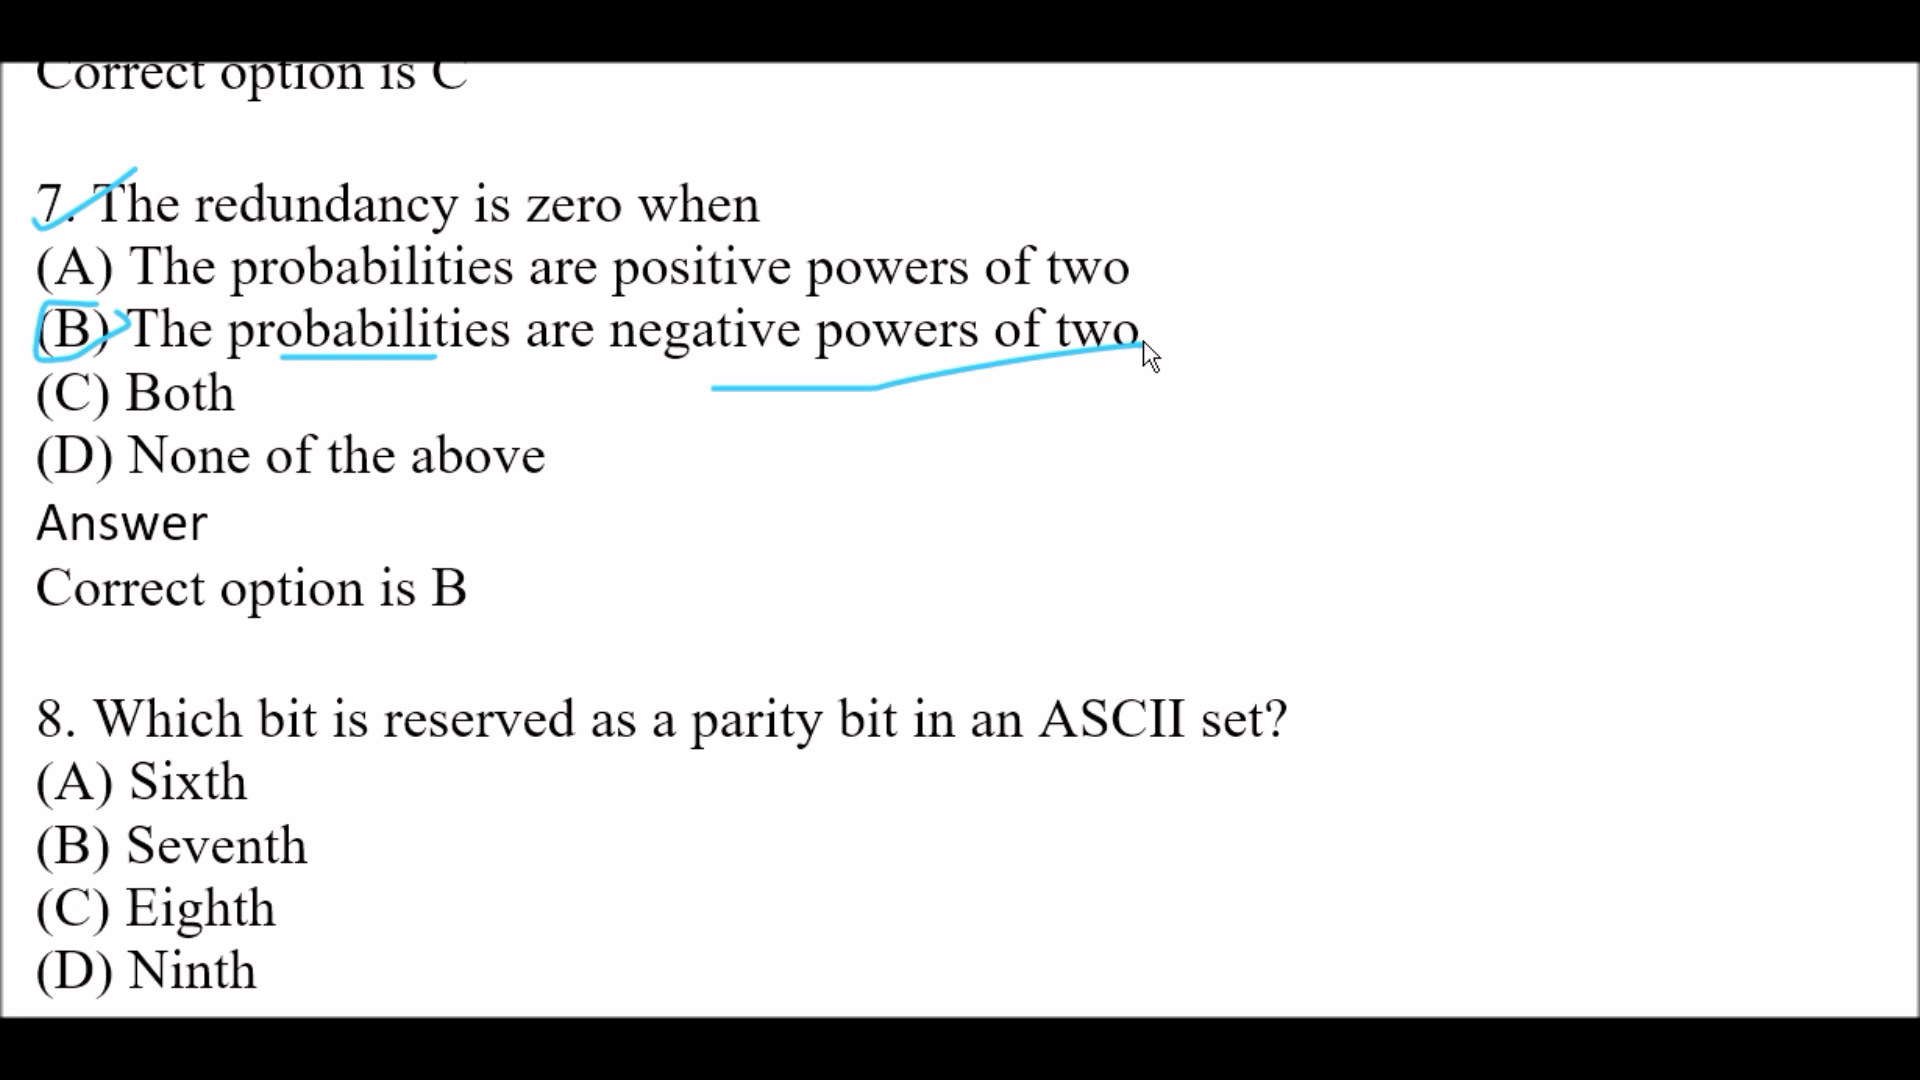 Correct option is C
7. The redundancy is zero when
(A) The probabilities are positive powers of two
(B) The probabilities are negative powers of two
(C) Both
(D) None of the above
Answer
Correct option is B
8. Which bit is reserved as a parity bit in an ASCII set?
(A) Sixth
(B) Seventh
(C) Eighth
(D) Ninth